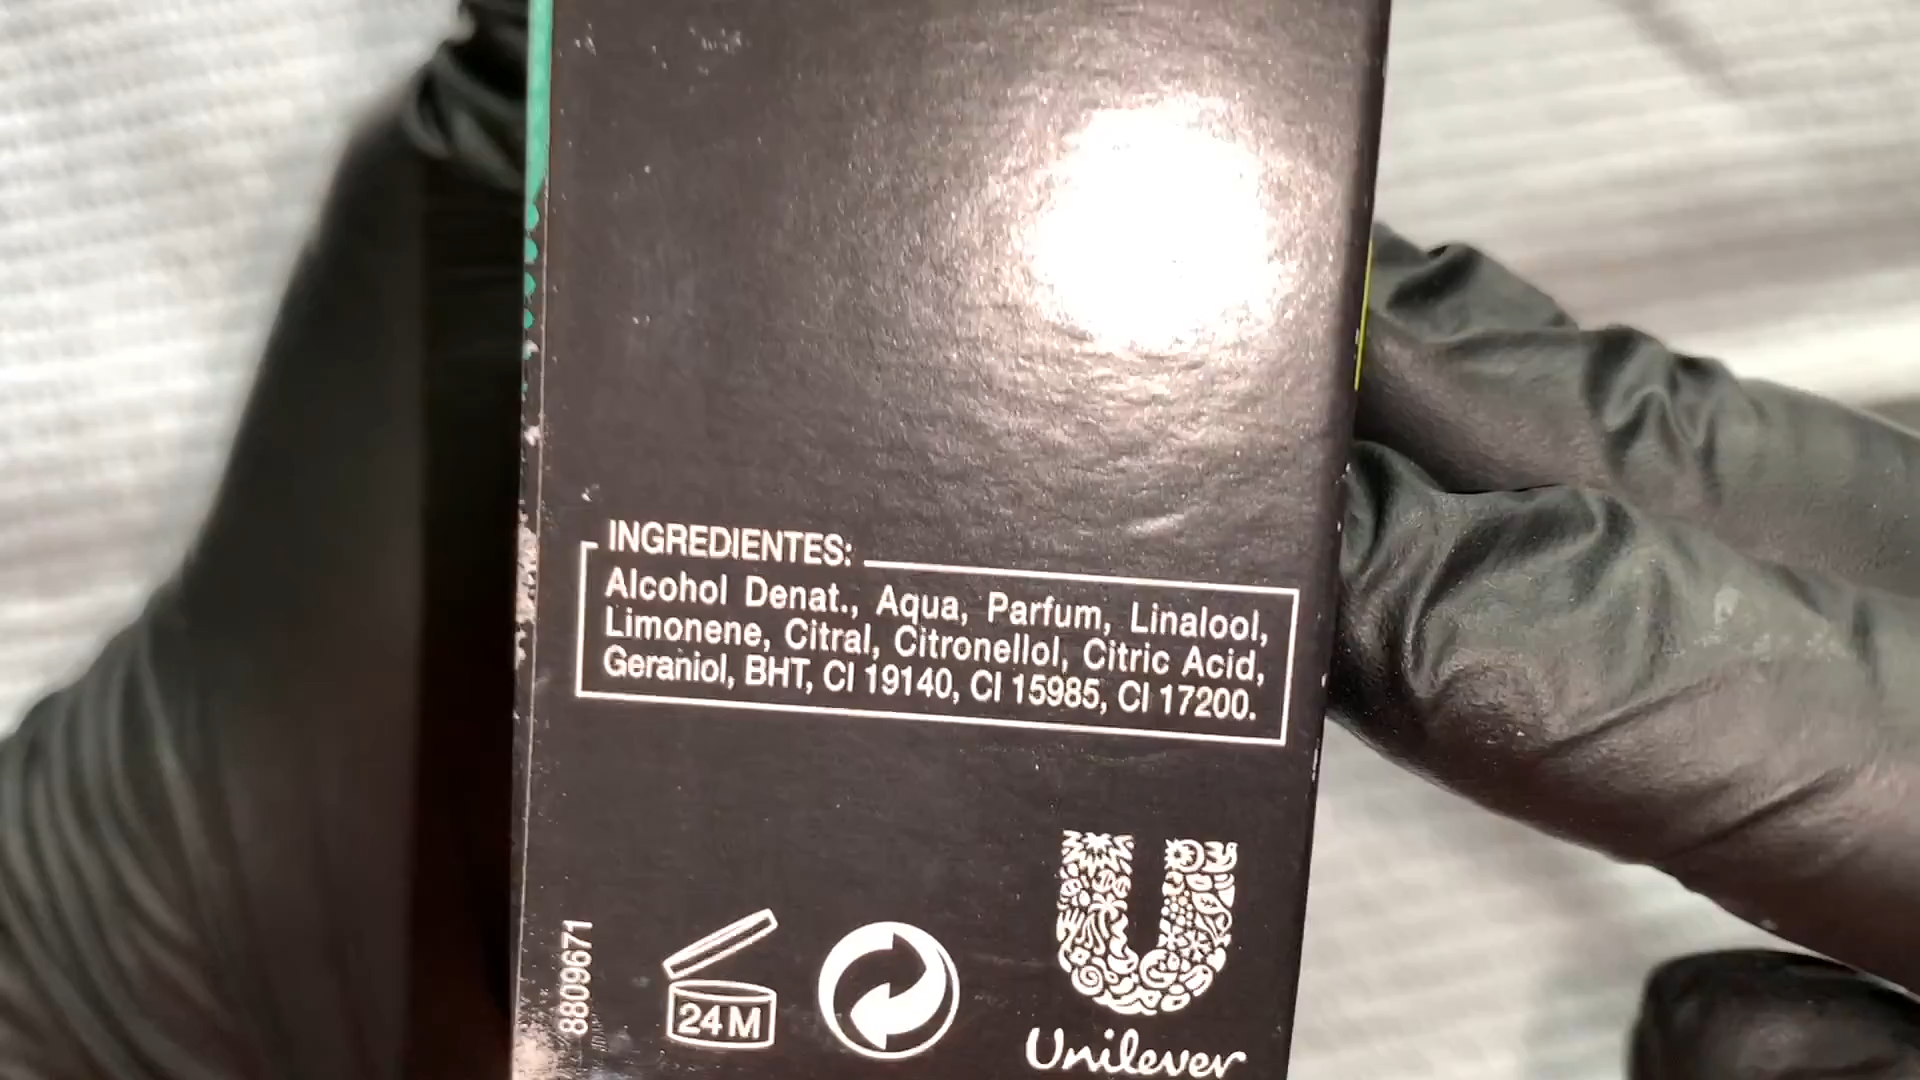 INGREDIENTES:
Alcohol Denat., Aqua, Parfum, Linalool,
Limonene, Citral, Citronellol, Citric Acid,
Geraniol, BHT, CI 19140, CI 15985, CI 17200.
8809671
24M
Unilever